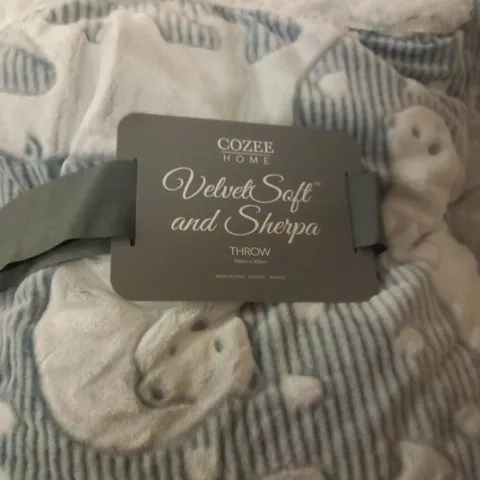 COZEE
HOME
VelvetSoft™
and Sherpa
THROW